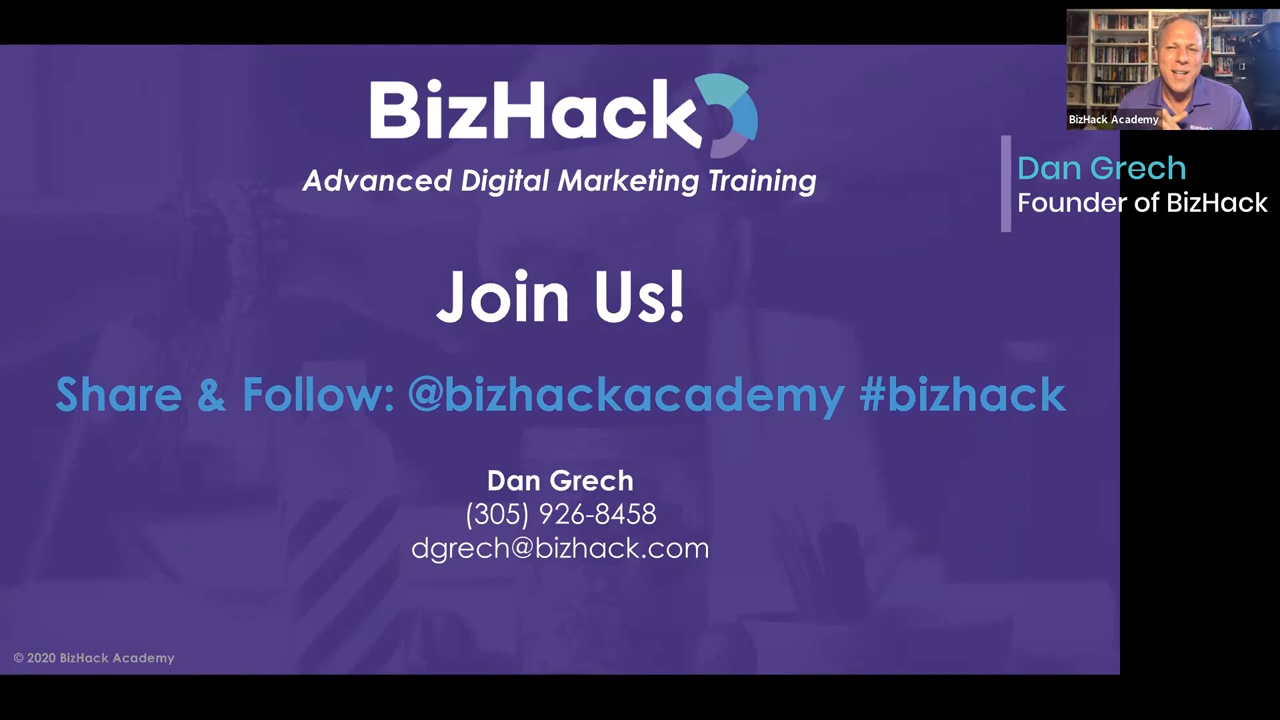 BizHack
Advanced Digital Marketing Training
Join Us!
Share & Follow: @bizhackacademy #bizhack
Dan Grech
(305) 926-8458
dgrech@bizhack.com
© 2020 BizHack Academy
BizHack Academy
Dan Grech
Founder of BizHack